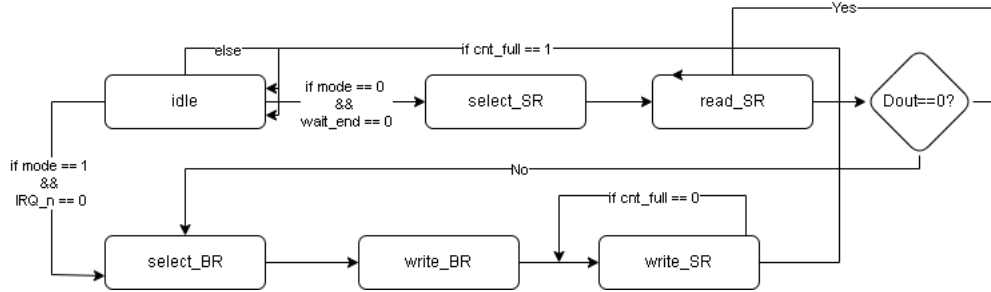 Yes
else
if cnt_full == 1
idle
if mode == 0
&&
wait_end == 0
select_SR
read_SR
Dout==0?
if mode == 1
&&
IRQ_n == 0
No
if cnt_full == 0
select_BR
write_BR
write_SR